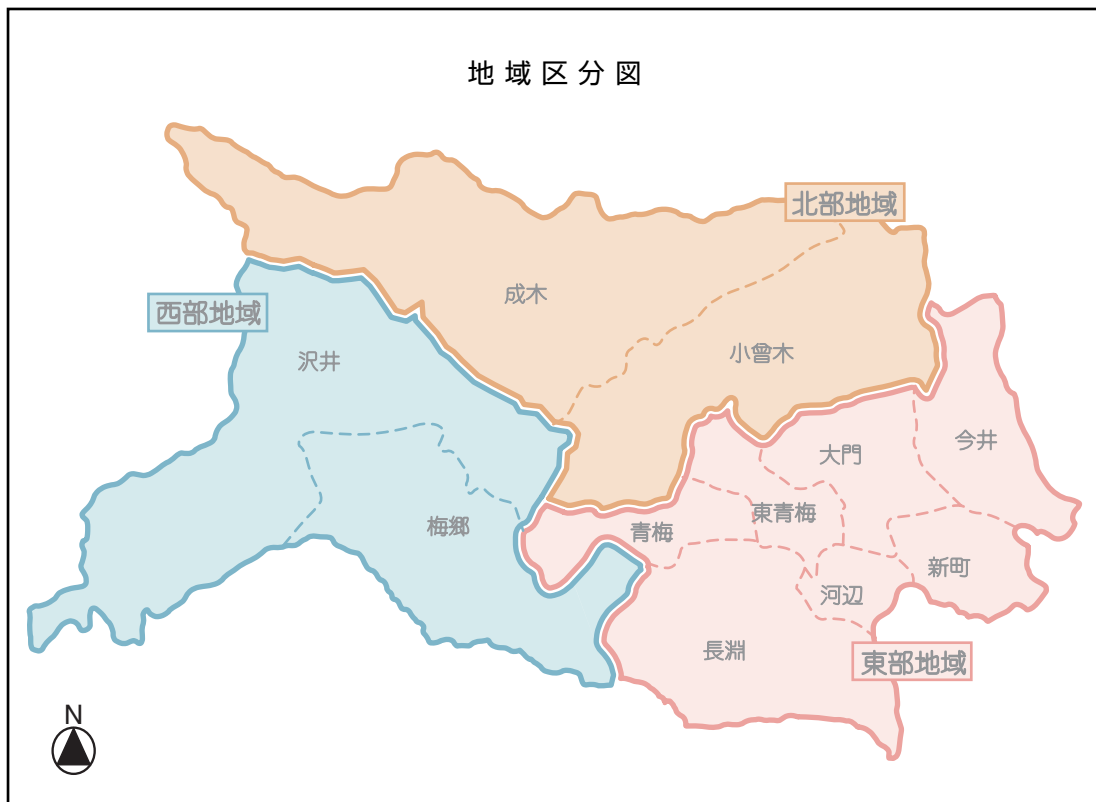 地域区分図
北部地域
成木
西部地域
小曾木
沢井
今井
大門
東青梅
梅郷
青梅
新町
河辺
長淵
東部地域
N